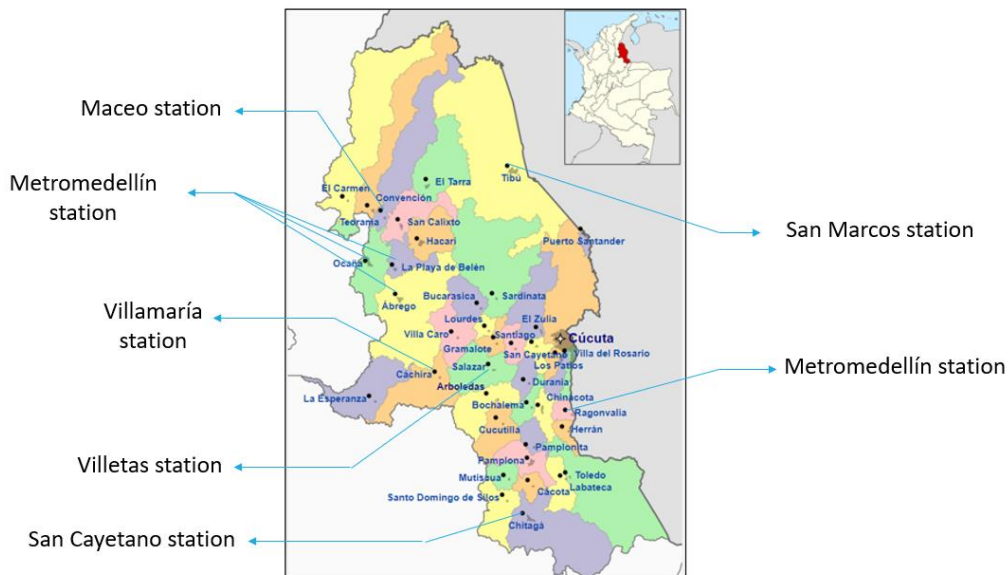 Maceo station
Metromedellín
station
Villamaría
station
Villetas station
San Cayetano station
San Marcos station
Metromedellín station
El Carmen
Convención
Teorama
El Tarra
Tibú
San Calixto
Hacarí
Puerto Santander
Ocaña
La Playa de Belén
Ábrego
Bucarasica
Sardinata
Lourdes
El Zulia
Villa Caro
Santiago
Cúcuta
Gramalote
San Cayetano
Villa del Rosario
Los Patios
Salazar
Cáchira
Arboledas
Durania
La Esperanza
Bochalema
Chinácota
Ragonvalia
Cucutilla
Herrán
Pamplonita
Pamplona
Mutiscua
Toledo
Labateca
Santo Domingo de Silos
Cácota
Chitagá